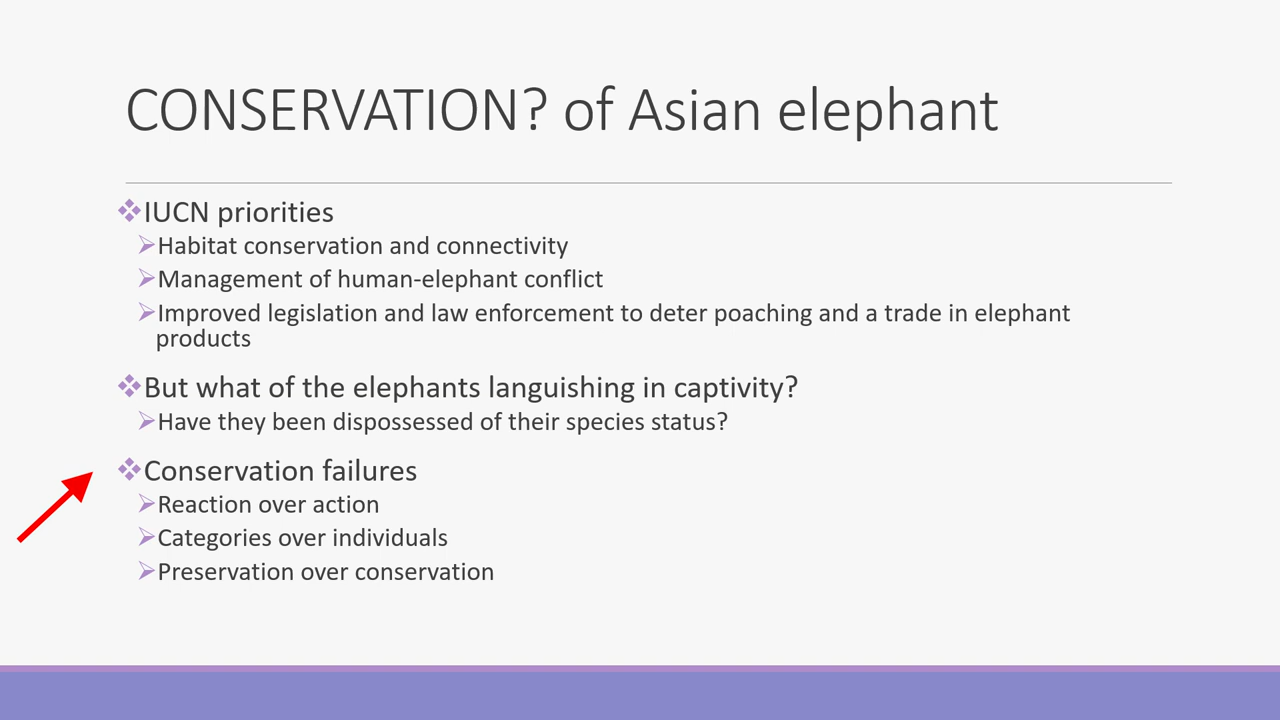 CONSERVATION? of Asian elephant
IUCN priorities
Habitat conservation and connectivity
Management of human-elephant conflict
Improved legislation and law enforcement to deter poaching and a trade in elephant
products
But what of the elephants languishing in captivity?
Have they been dispossessed of their species status?
Conservation failures
Reaction over action
Categories over individuals
Preservation over conservation